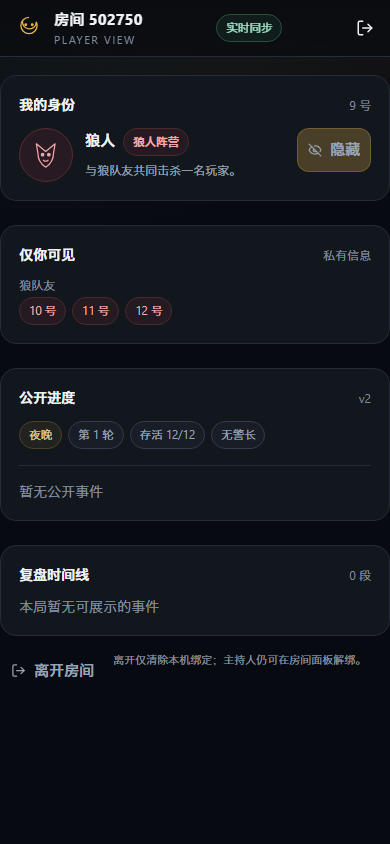 房间 502750
PLAYER VIEW
实时同步
我的身份
9 号
狼人
狼人阵营
与狼队友共同击杀一名玩家。
隐藏
仅你可见
私有信息
狼队友
10 号 11 号 12 号
公开进度
v2
夜晚 第 1 轮 存活 12/12 无警长
暂无公开事件
复盘时间线
0 段
本局暂无可展示的事件
离开房间
离开仅清除本机绑定；主持人仍可在房间面板解绑。